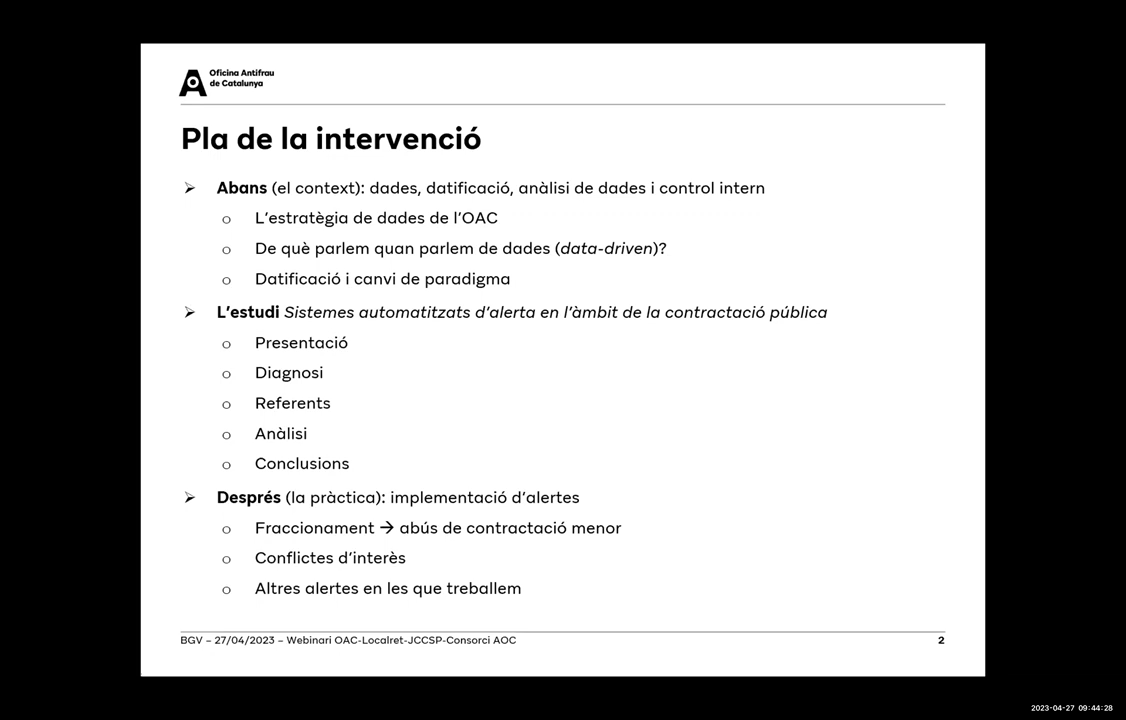 Oficina Antifrau
de Catalunya
Pla de la intervenció
➢ Abans (el context): dades, datificació, anàlisi de dades i control intern
o L'estratègia de dades de l'OAC
o De què parlem quan parlem de dades (data-driven)?
o Datificació i canvi de paradigma
➢ L'estudi Sistemes automatitzats d'alerta en l'àmbit de la contractació pública
o Presentació
o Diagnosi
o Referents
o Anàlisi
o Conclusions
➢ Després (la pràctica): implementació d'alertes
o Fraccionament → abús de contractació menor
o Conflictes d'interès
o Altres alertes en les que treballem
BGV – 27/04/2023 – Webinari OAC-Localret-JCCSP-Consorci AOC 2
2023-04-27 09:44:28